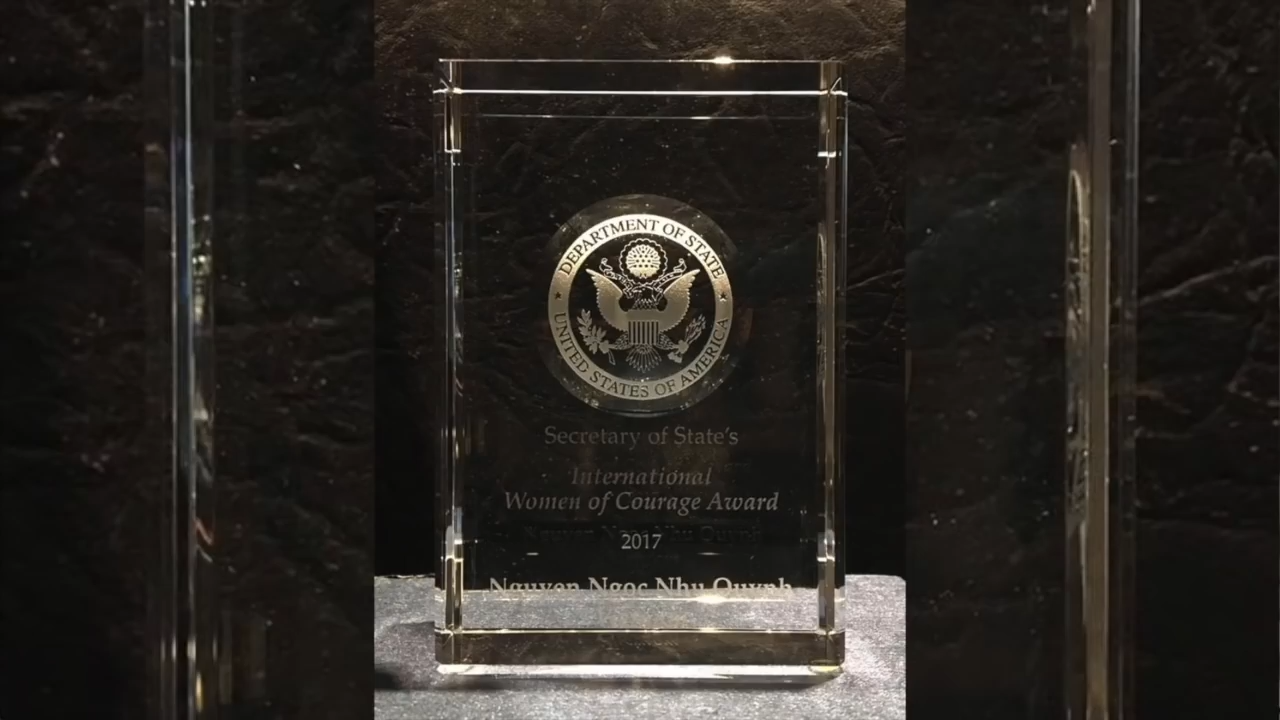 DEPARTMENT OF STATE
UNITED STATES OF AMERICA
Secretary of State's
International
Women of Courage Award
2017
Nguyen Ngoc Nhu Quynh